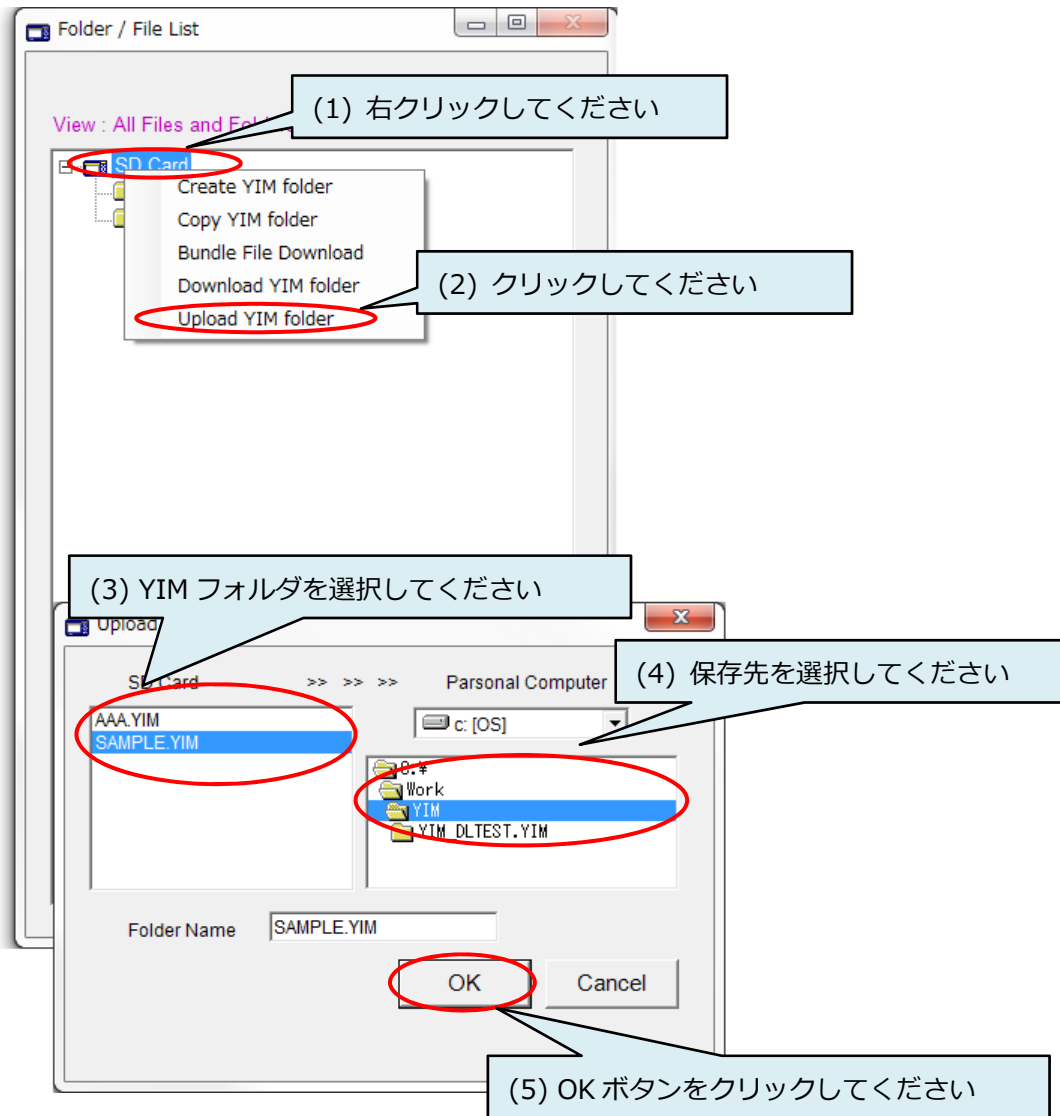 Folder / File List
(1) 右クリックしてください
View : All Files and
SD Card
Create YIM folder
Copy YIM folder
Bundle File Download
Download YIM folder
Upload YIM folder
(2) クリックしてください
(3) YIM フォルダを選択してください
Upload
(4) 保存先を選択してください
SD Card >> >> >> Parsonal Computer
AAA.YIM
SAMPLE.YIM
c: [OS]
C:¥
Work
YIM
YIM_DLTEST.YIM
Folder Name SAMPLE.YIM
OK Cancel
(5) OK ボタンをクリックしてください